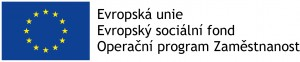 Evropská unie
Evropský sociální fond
Operační program Zaměstnanost